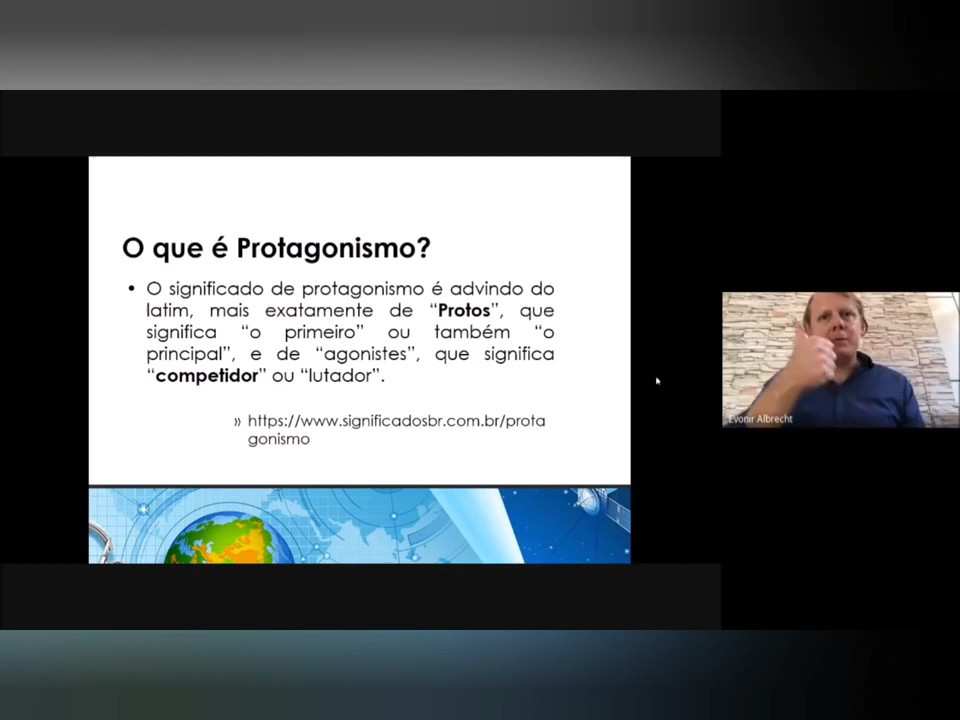 O que é Protagonismo?
• O significado de protagonismo é advindo do
latim, mais exatamente de “Protos”, que
significa “o primeiro” ou também “o
principal”, e de “agonistes”, que significa
“competidor” ou “lutador”.
» https://www.significadosbr.com.br/prota
gonismo
Evonir Albrecht